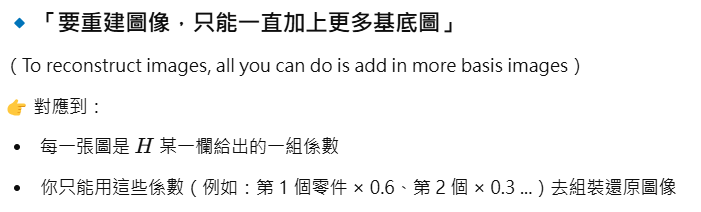 🔹 「要重建圖像，只能一直加上更多基底圖」
（To reconstruct images, all you can do is add in more basis images）
👉 對應到：
• 每一張圖是 H 某一欄給出的一組係數
• 你只能用這些係數（例如：第 1 個零件 × 0.6、第 2 個 × 0.3 ...）去組裝還原圖像